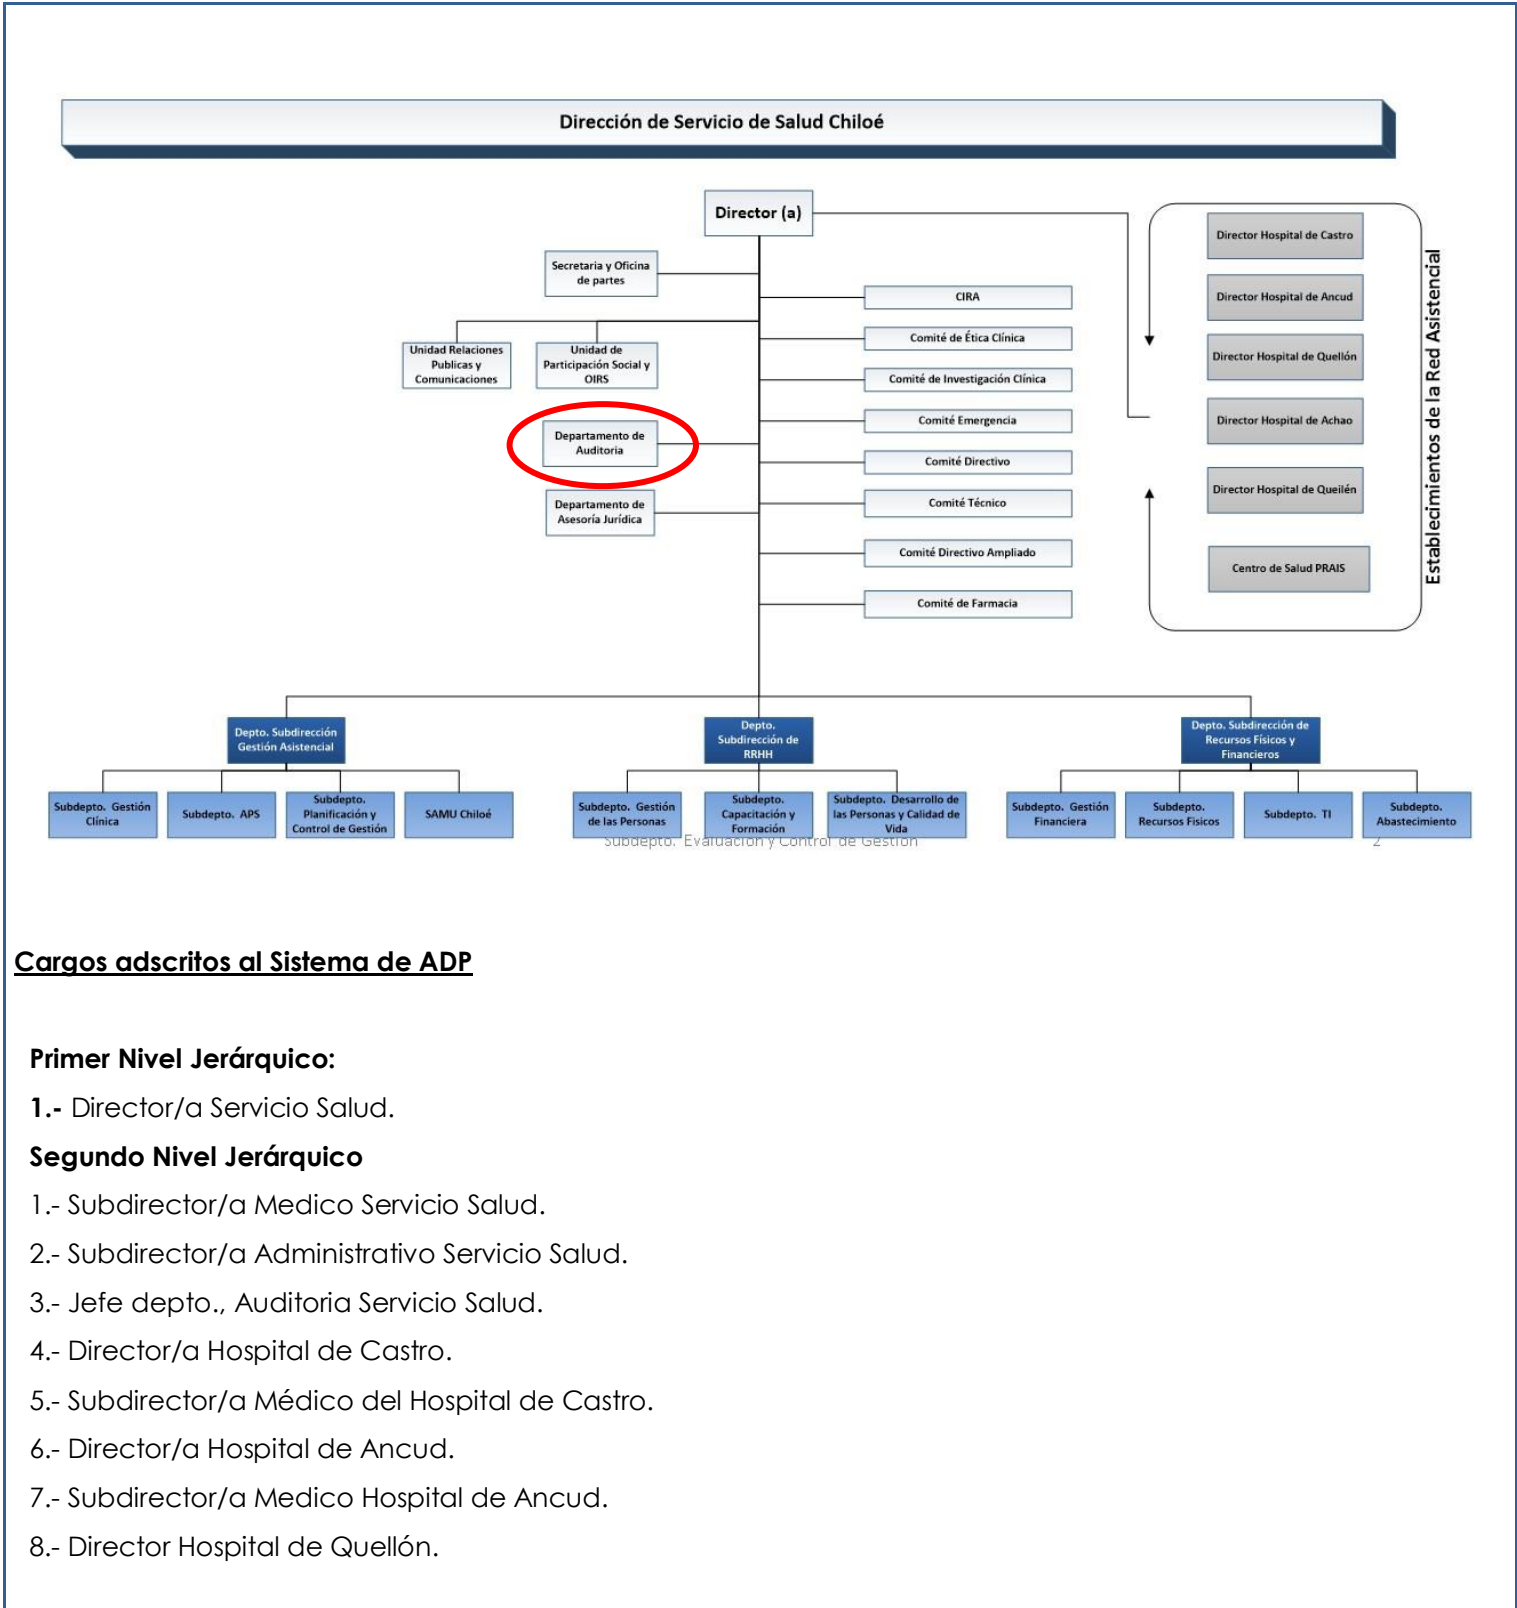 Dirección de Servicio de Salud Chiloé
Director (a)
Secretaria y Oficina
de partes
Unidad Relaciones
Publicas y
Comunicaciones
Unidad de
Participación Social y
OIRS
Departamento de
Auditoria
Departamento de
Asesoría Jurídica
CIRA
Comité de Ética Clínica
Comité de Investigación Clínica
Comité Emergencia
Comité Directivo
Comité Técnico
Comité Directivo Ampliado
Comité de Farmacia
Director Hospital de Castro
Director Hospital de Ancud
Director Hospital de Quellón
Director Hospital de Achao
Director Hospital de Queilén
Centro de Salud PRAIS
Establecimientos de la Red Asistencial
Depto. Subdirección
Gestión Asistencial
Depto.
Subdirección de
RRHH
Depto. Subdirección de
Recursos Físicos y
Financieros
Subdepto. Gestión
Clínica
Subdepto. APS
Subdepto.
Planificación y
Control de Gestión
SAMU Chiloé
Subdepto. Gestión
de las Personas
Subdepto.
Capacitación y
Formación
Subdepto. Desarrollo de
las Personas y Calidad de
Vida
Subdepto. Gestión
Financiera
Subdepto.
Recursos Fisicos
Subdepto. TI
Subdepto.
Abastecimiento
Subdepto. Evaluación y Control de Gestión
2
Cargos adscritos al Sistema de ADP
Primer Nivel Jerárquico:
1.- Director/a Servicio Salud.
Segundo Nivel Jerárquico
1.- Subdirector/a Medico Servicio Salud.
2.- Subdirector/a Administrativo Servicio Salud.
3.- Jefe depto., Auditoria Servicio Salud.
4.- Director/a Hospital de Castro.
5.- Subdirector/a Médico del Hospital de Castro.
6.- Director/a Hospital de Ancud.
7.- Subdirector/a Medico Hospital de Ancud.
8.- Director Hospital de Quellón.